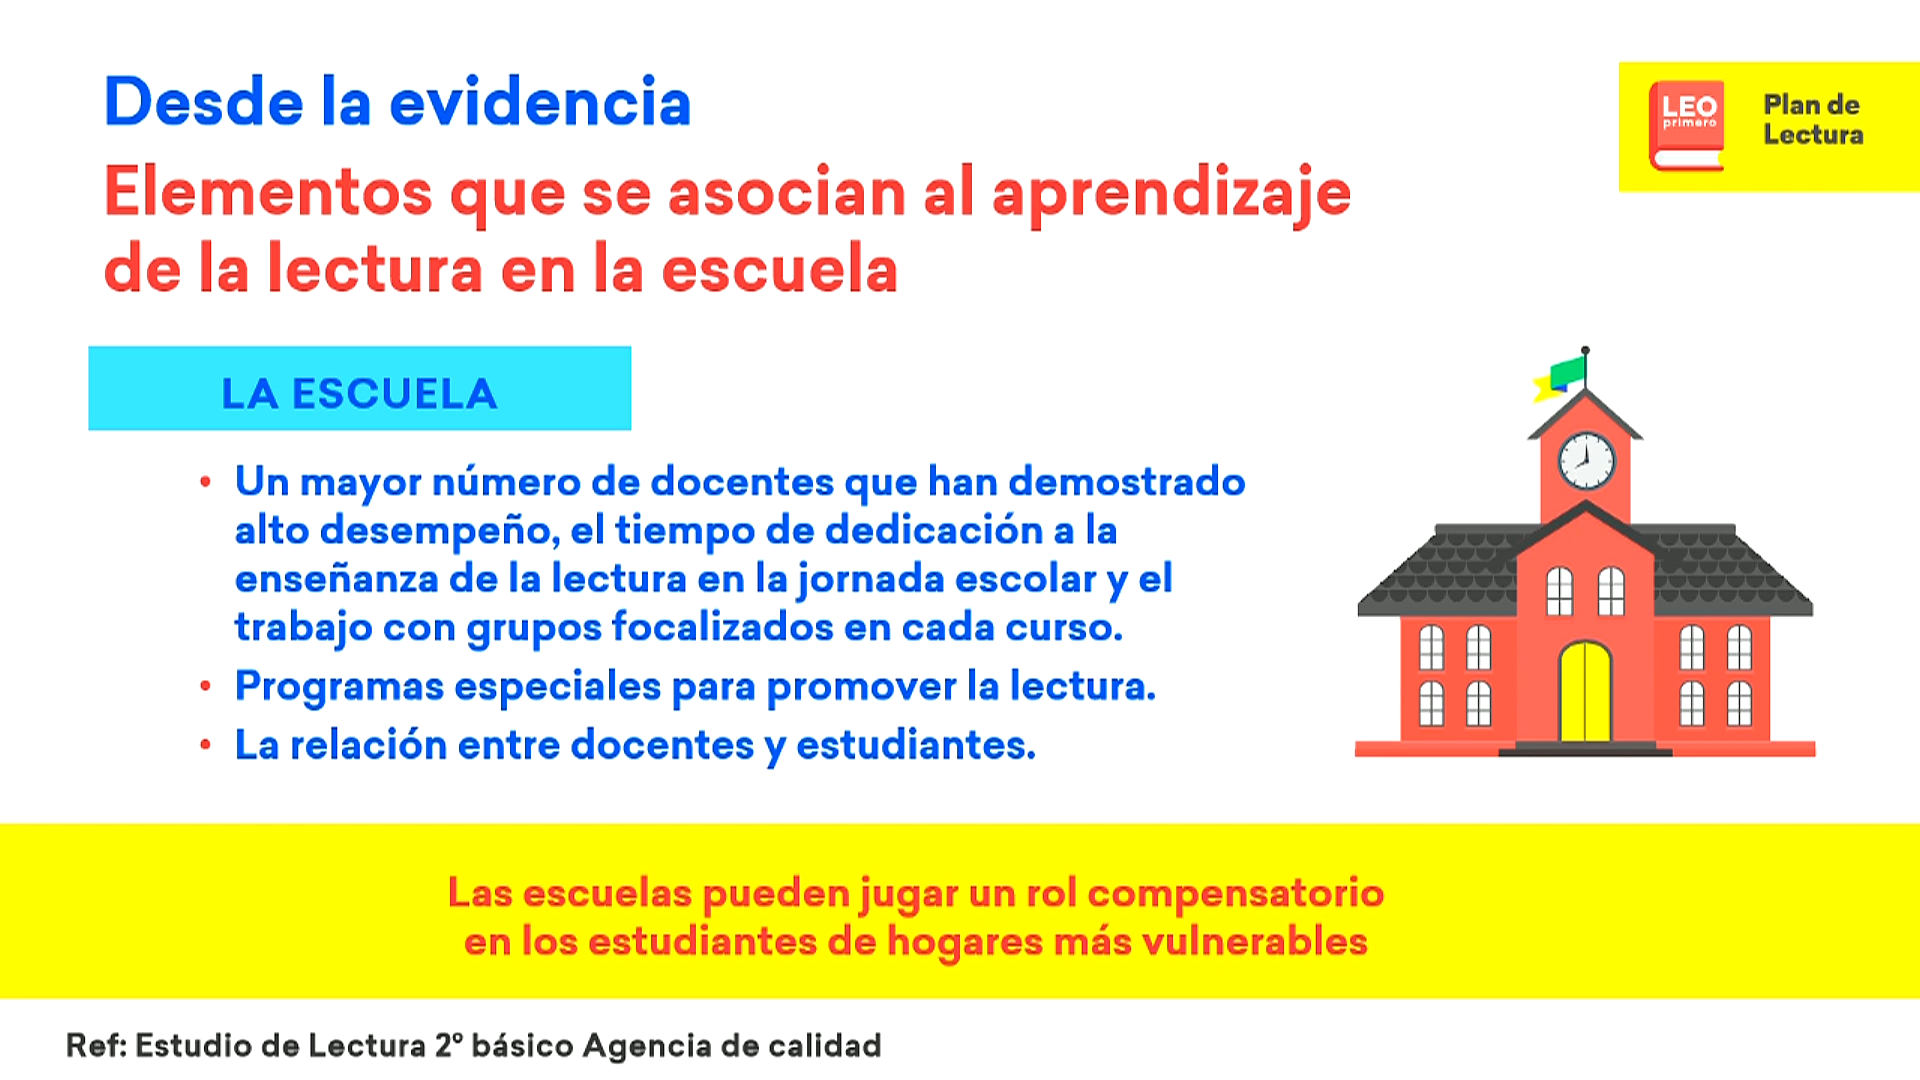 Desde la evidencia
Elementos que se asocian al aprendizaje
de la lectura en la escuela
LEO
primero
Plan de
Lectura
LA ESCUELA
• Un mayor número de docentes que han demostrado
alto desempeño, el tiempo de dedicación a la
enseñanza de la lectura en la jornada escolar y el
trabajo con grupos focalizados en cada curso.
• Programas especiales para promover la lectura.
• La relación entre docentes y estudiantes.
Las escuelas pueden jugar un rol compensatorio
en los estudiantes de hogares más vulnerables
Ref: Estudio de Lectura 2º básico Agencia de calidad